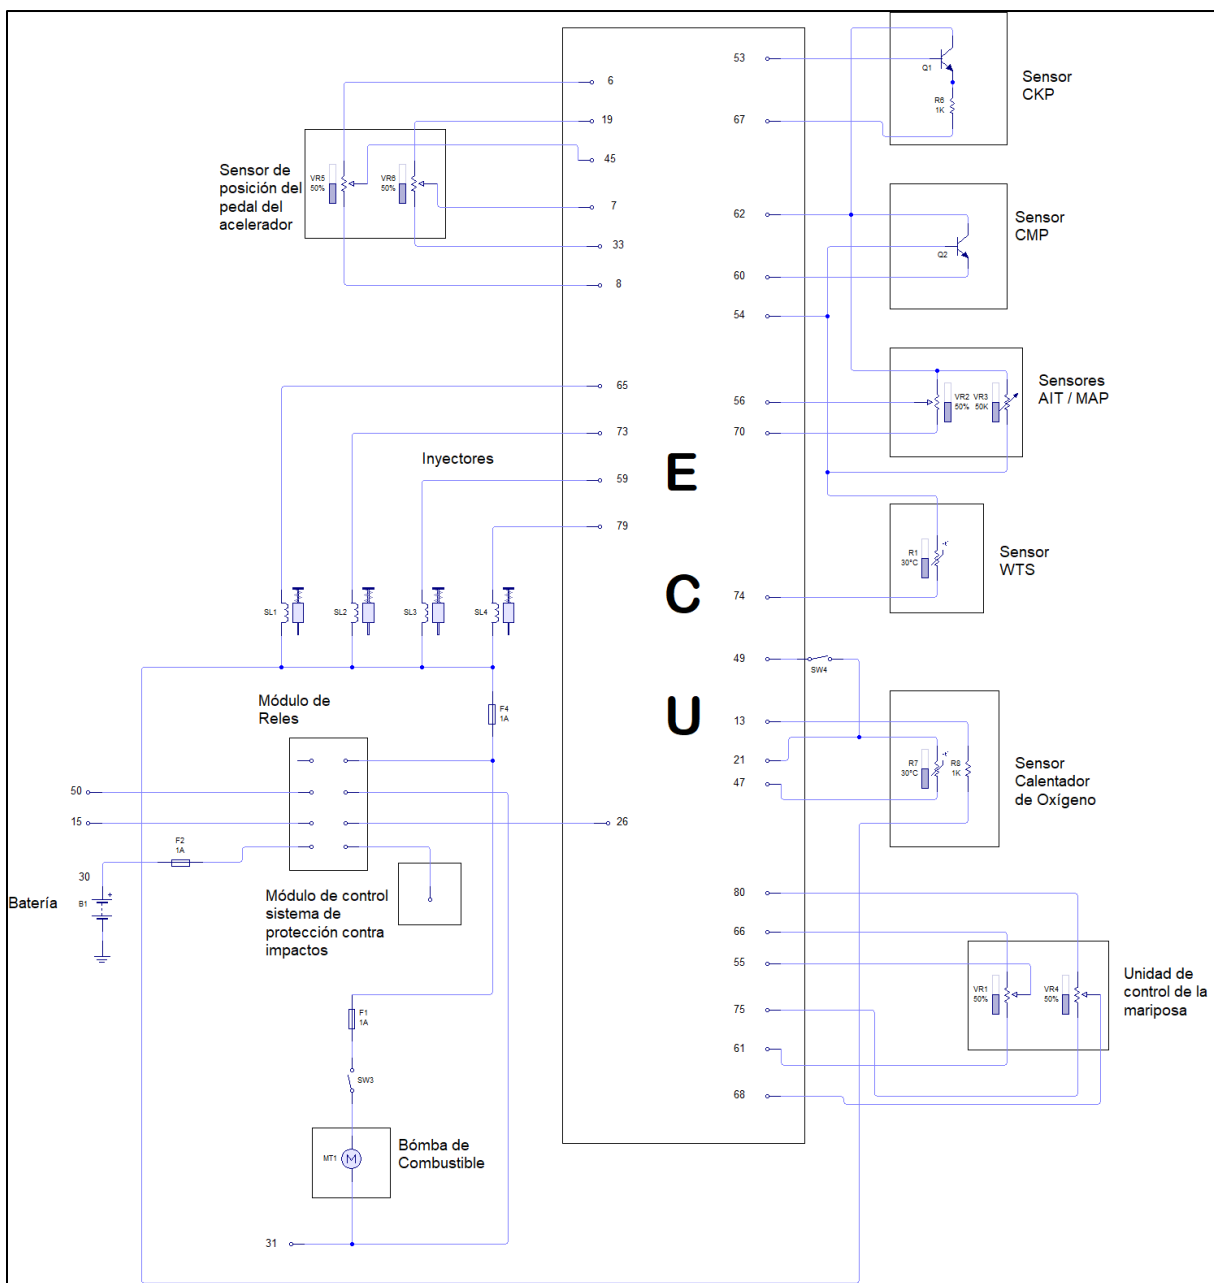 53
Q1
R6
1K
Sensor
CKP
67
6
19
45
Sensor de
posición del
pedal del
acelerador
VR5
50%
VR6
50%
7
33
8
62
Sensor
CMP
Q2
60
54
65
73
Inyectores
59
79
56
70
VR2
50%
VR3
50K
Sensores
AIT / MAP
E
C
U
R1
30°C
-t°
Sensor
WTS
74
SL1
SL2
SL3
SL4
49
SW4
Módulo de
Reles
F4
1A
13
21
47
R7
30°C
-t°
R8
1K
Sensor
Calentador
de Oxígeno
50
15
26
F2
1A
30
Batería
B1
+
Módulo de control
sistema de
protección contra
impactos
80
66
55
75
61
68
VR1
50%
VR4
50%
Unidad de
control de la
mariposa
F1
1A
SW3
MT1
M
Bómba de
Combustible
31